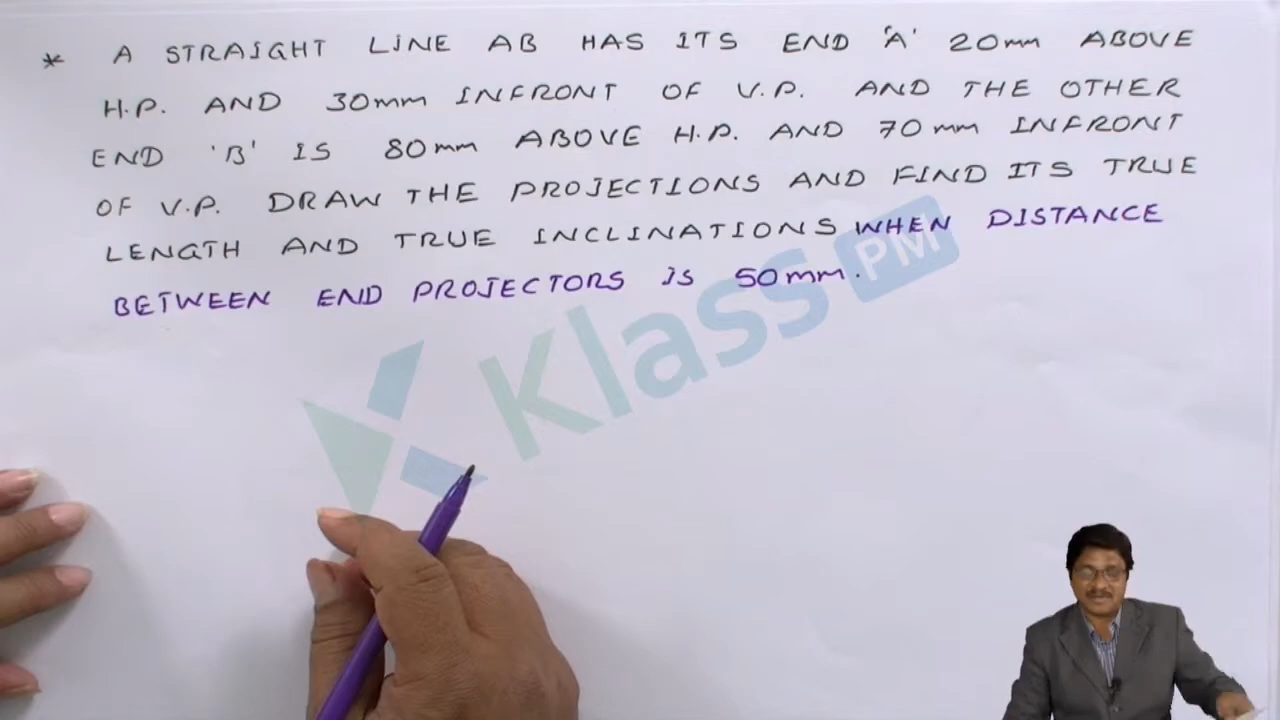 * A STRAIGHT LINE AB HAS ITS END 'A' 20mm ABOVE
H.P. AND 30mm INFRONT OF V.P. AND THE OTHER
END 'B' IS 80mm ABOVE H.P. AND 70mm INFRONT
OF V.P. DRAW THE PROJECTIONS AND FIND ITS TRUE
LENGTH AND TRUE INCLINATIONS WHEN DISTANCE
BETWEEN END PROJECTORS IS 50mm.
Klass PM